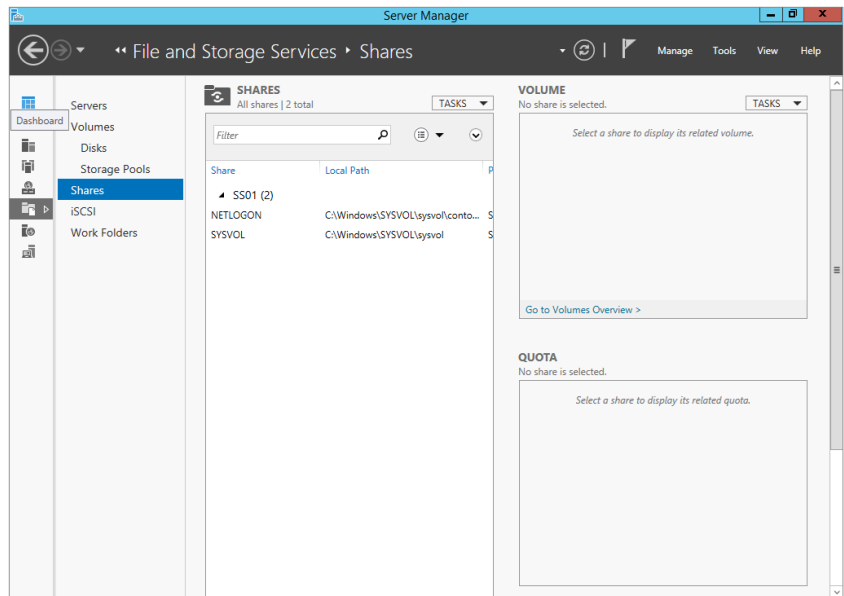 Server Manager
File and Storage Services
Shares
Manage
Tools
View
Help
Dashboard
Servers
Volumes
Disks
Storage Pools
Shares
iSCSI
Work Folders
SHARES
All shares | 2 total
TASKS
Filter
Share Local Path P
SS01 (2)
NETLOGON C:\Windows\SYSVOL\sysvol\conto... S
SYSVOL C:\Windows\SYSVOL\sysvol S
VOLUME
No share is selected.
TASKS
Select a share to display its related volume.
Go to Volumes Overview >
QUOTA
No share is selected.
Select a share to display its related quota.